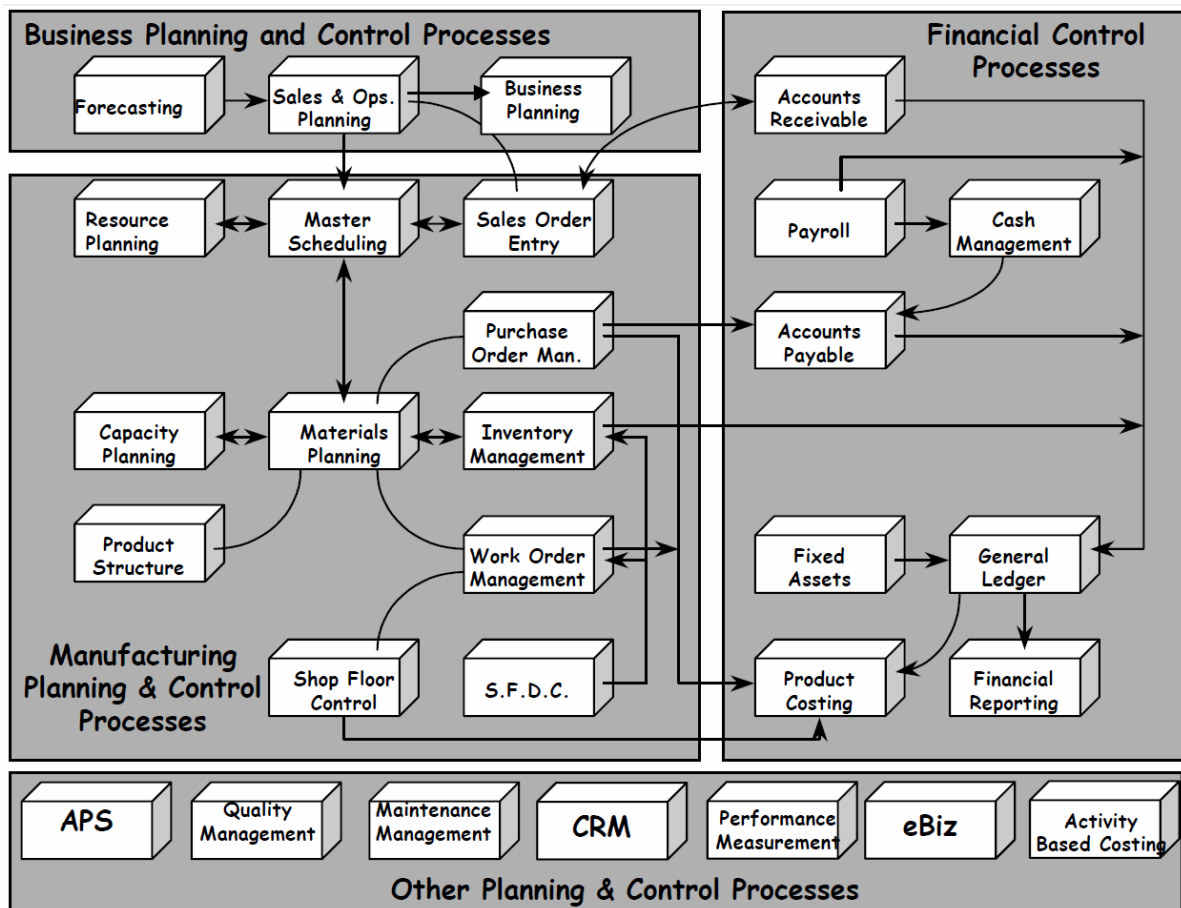 Business Planning and Control Processes
Forecasting
Sales & Ops.
Planning
Business
Planning
Financial Control
Processes
Accounts
Receivable
Payroll
Cash
Management
Accounts
Payable
Fixed
Assets
General
Ledger
Product
Costing
Financial
Reporting
Resource
Planning
Master
Scheduling
Sales Order
Entry
Purchase
Order Man.
Capacity
Planning
Materials
Planning
Inventory
Management
Product
Structure
Work Order
Management
Manufacturing
Planning & Control
Processes
Shop Floor
Control
S.F.D.C.
APS
Quality
Management
Maintenance
Management
CRM
Performance
Measurement
eBiz
Activity
Based Costing
Other Planning & Control Processes